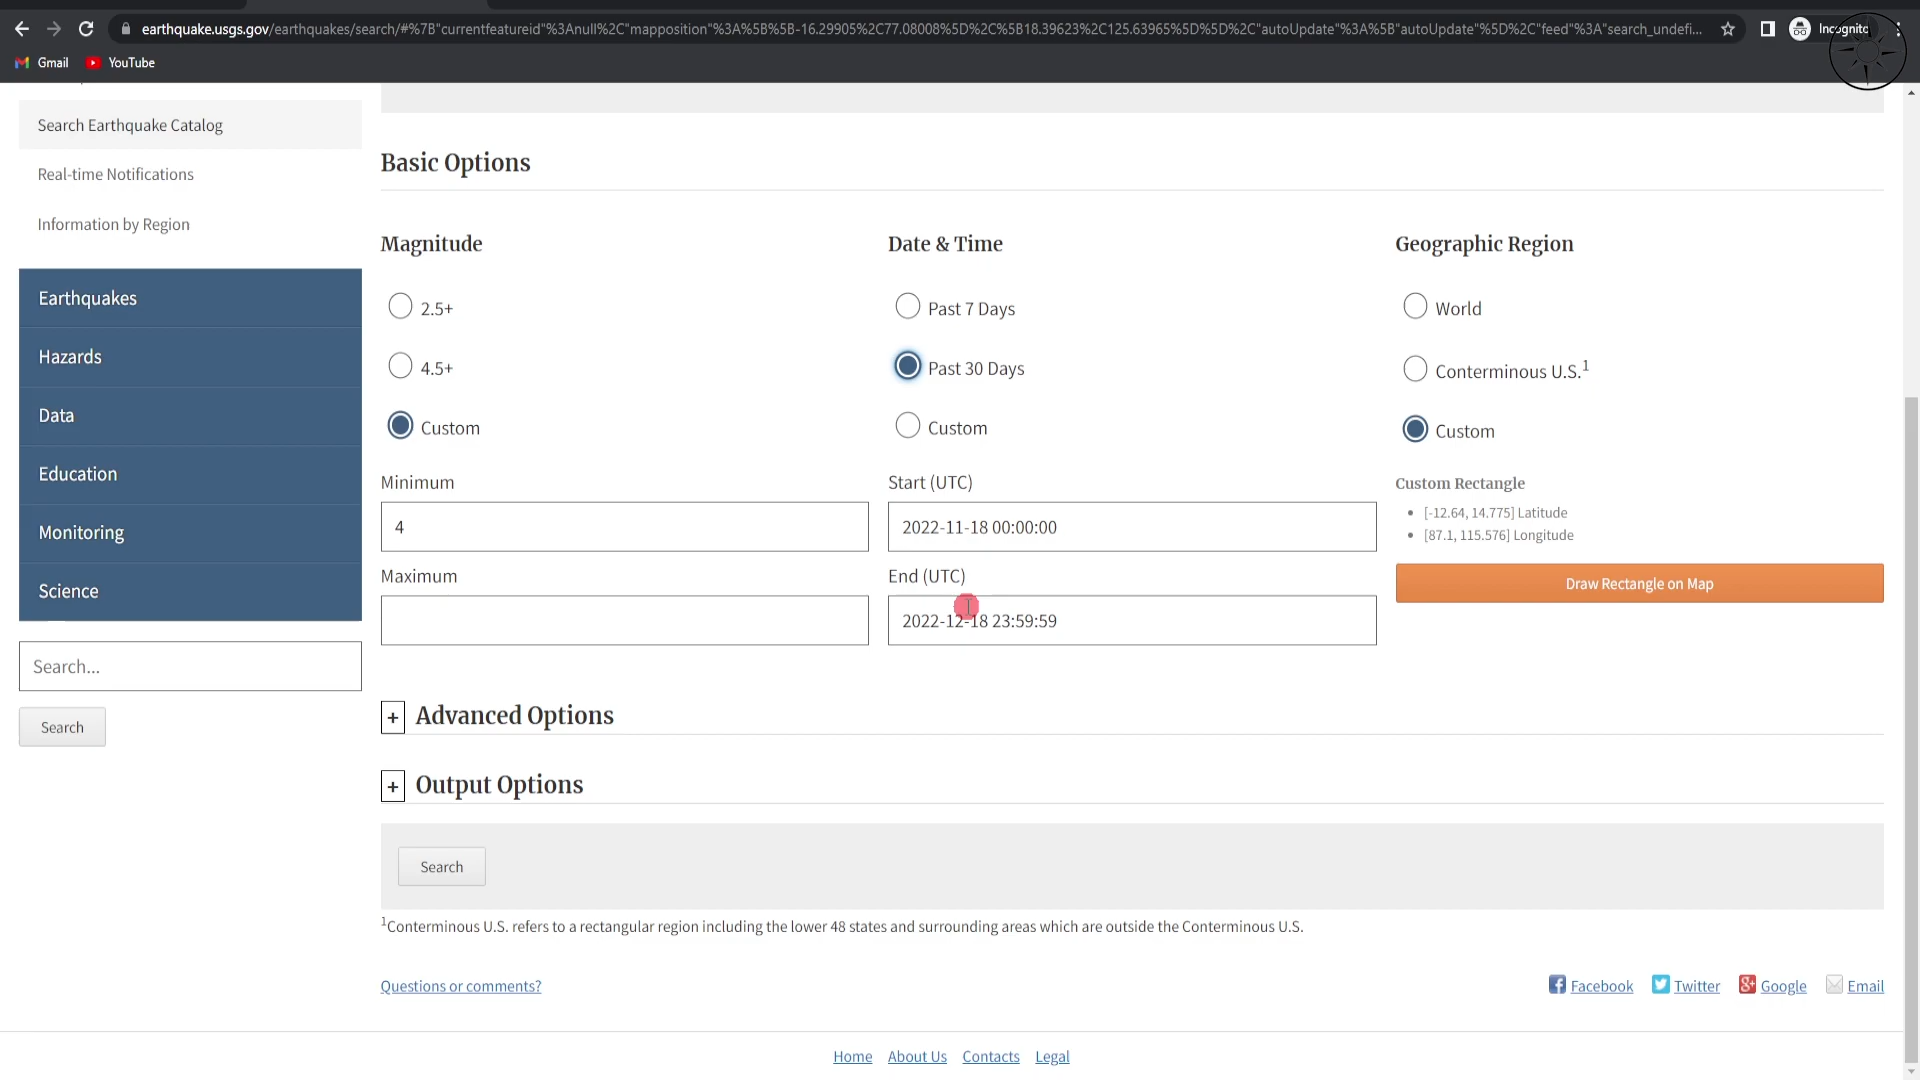 earthquake.usgs.gov/earthquakes/search/#%7B"currentfeatureid"%3Anull%2C"mapposition"%3A%5B%5B-16.29905%2C77.08008%5D%2C%5B18.39623%2C125.63965%5D%5D%2C"autoUpdate"%3A%5B"autoUpdate"%5D%2C"feed"%3A"search_undefi...
Incognito
Gmail
YouTube
Search Earthquake Catalog
Real-time Notifications
Information by Region
Earthquakes
Hazards
Data
Education
Monitoring
Science
Search...
Search
Basic Options
Magnitude
2.5+
4.5+
Custom
Minimum
4
Maximum
Date & Time
Past 7 Days
Past 30 Days
Custom
Start (UTC)
2022-11-18 00:00:00
End (UTC)
2022-12-18 23:59:59
Geographic Region
World
Conterminous U.S.1
Custom
Custom Rectangle
[-12.64, 14.775] Latitude
[87.1, 115.576] Longitude
Draw Rectangle on Map
+ Advanced Options
+ Output Options
Search
1Conterminous U.S. refers to a rectangular region including the lower 48 states and surrounding areas which are outside the Conterminous U.S.
Questions or comments?
Facebook Twitter Google Email
Home About Us Contacts Legal